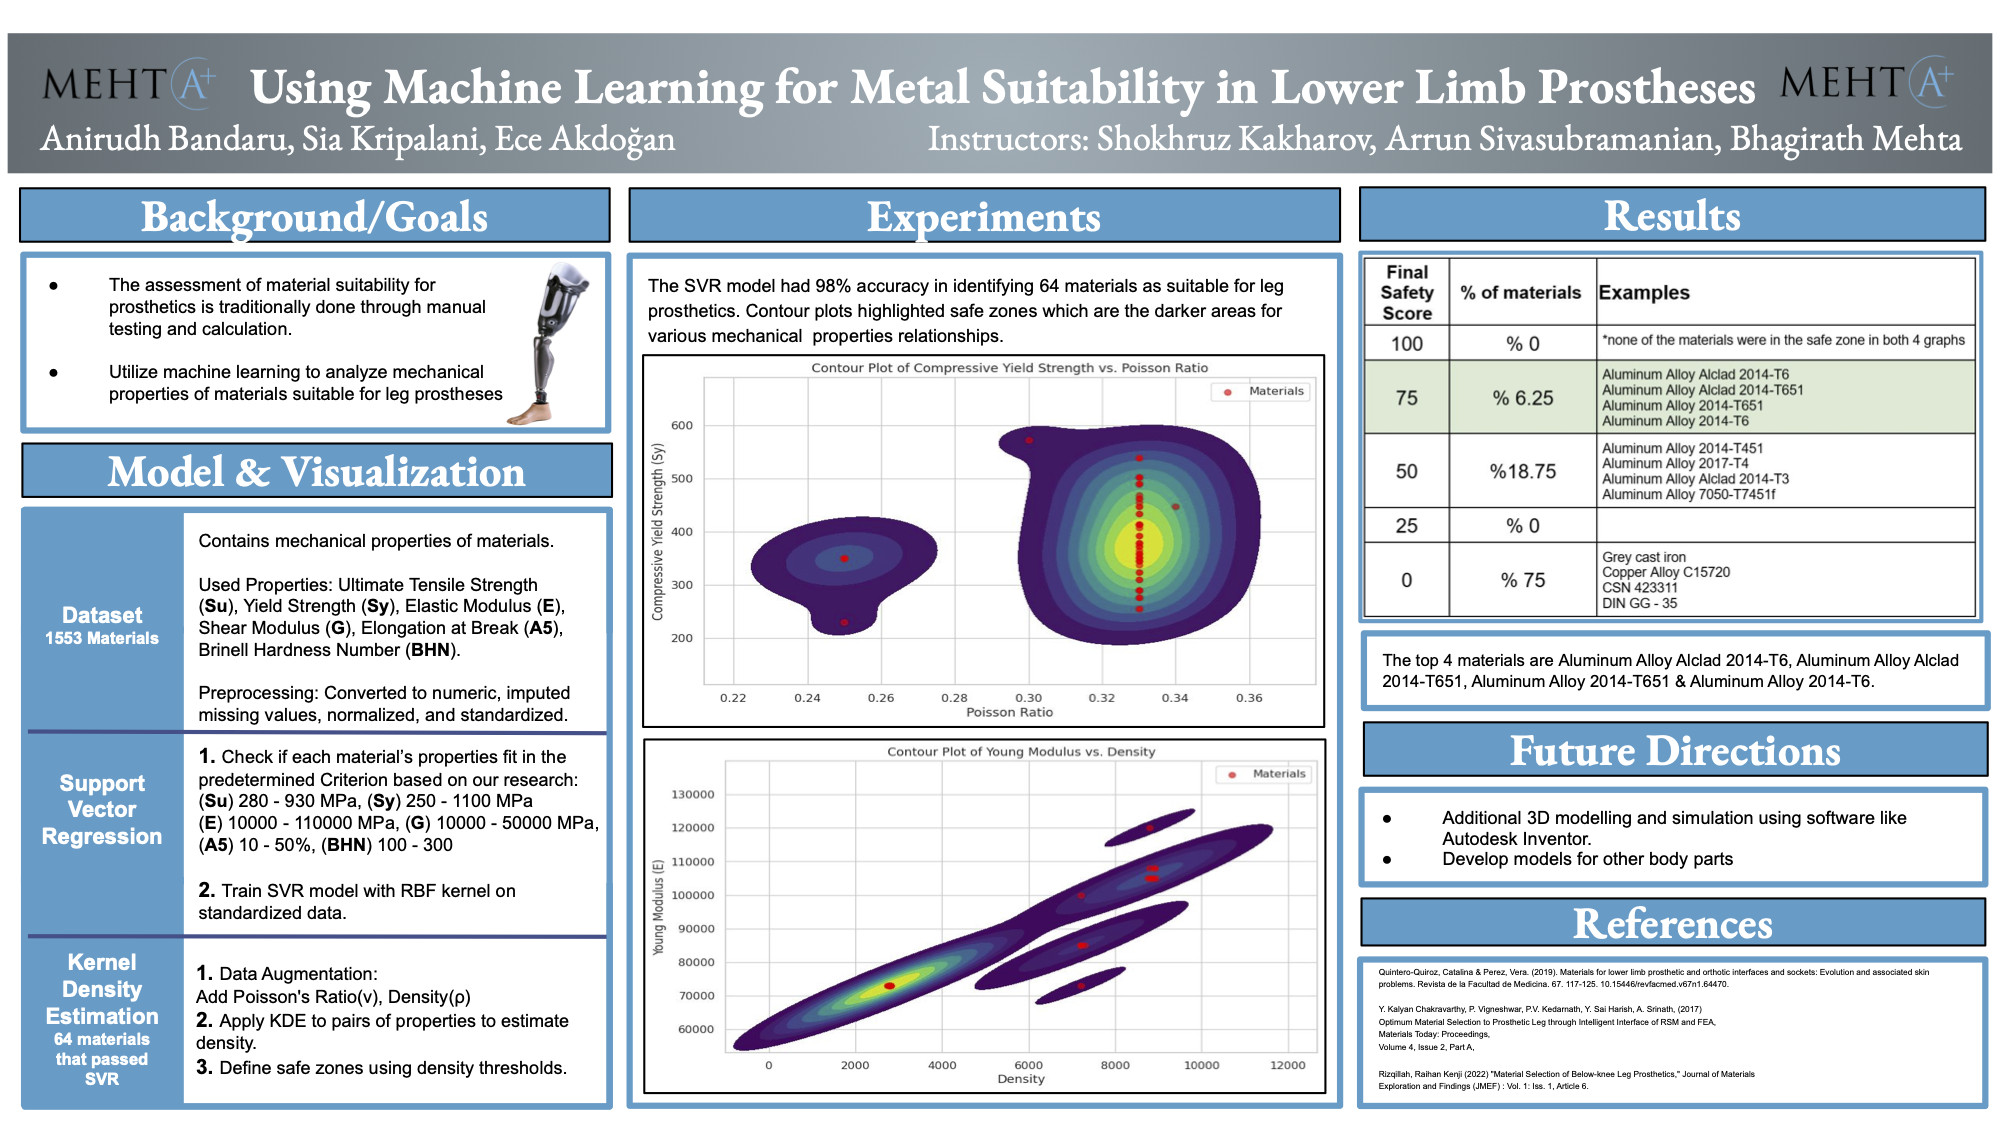 MEHTA+
Using Machine Learning for Metal Suitability in Lower Limb Prostheses
MEHTA+
Anirudh Bandaru, Sia Kripalani, Ece Akdoğan
Instructors: Shokhruz Kakharov, Arrun Sivasubramanian, Bhagirath Mehta
Background/Goals
● The assessment of material suitability for
prosthetics is traditionally done through manual
testing and calculation.
● Utilize machine learning to analyze mechanical
properties of materials suitable for leg prostheses
Model & Visualization
Dataset
1553 Materials
Contains mechanical properties of materials.
Used Properties: Ultimate Tensile Strength
(Su), Yield Strength (Sy), Elastic Modulus (E),
Shear Modulus (G), Elongation at Break (A5),
Brinell Hardness Number (BHN).
Preprocessing: Converted to numeric, imputed
missing values, normalized, and standardized.
Support
Vector
Regression
1. Check if each material's properties fit in the
predetermined Criterion based on our research:
(Su) 280 - 930 MPa, (Sy) 250 - 1100 MPa
(E) 10000 - 110000 MPa, (G) 10000 - 50000 MPa,
(A5) 10 - 50%, (BHN) 100 - 300
2. Train SVR model with RBF kernel on
standardized data.
Kernel
Density
Estimation
64 materials
that passed
SVR
1. Data Augmentation:
Add Poisson's Ratio(v), Density(ρ)
2. Apply KDE to pairs of properties to estimate
density.
3. Define safe zones using density thresholds.
Experiments
The SVR model had 98% accuracy in identifying 64 materials as suitable for leg
prosthetics. Contour plots highlighted safe zones which are the darker areas for
various mechanical properties relationships.
Contour Plot of Compressive Yield Strength vs. Poisson Ratio
Materials
Compressive Yield Strength (Sy)
600
500
400
300
200
0.22 0.24 0.26 0.28 0.30 0.32 0.34 0.36
Poisson Ratio
Contour Plot of Young Modulus vs. Density
Materials
Young Modulus (E)
130000
120000
110000
100000
90000
80000
70000
60000
0 2000 4000 6000 8000 10000 12000
Density
Results
Final
Safety
Score
% of materials
Examples
100
% 0
*none of the materials were in the safe zone in both 4 graphs
75
% 6.25
Aluminum Alloy Alclad 2014-T6
Aluminum Alloy Alclad 2014-T651
Aluminum Alloy 2014-T651
Aluminum Alloy 2014-T6
50
%18.75
Aluminum Alloy 2014-T451
Aluminum Alloy 2017-T4
Aluminum Alloy Alclad 2014-T3
Aluminum Alloy 7050-T7451f
25
% 0
0
% 75
Grey cast iron
Copper Alloy C15720
CSN 423311
DIN GG - 35
The top 4 materials are Aluminum Alloy Alclad 2014-T6, Aluminum Alloy Alclad
2014-T651, Aluminum Alloy 2014-T651 & Aluminum Alloy 2014-T6.
Future Directions
● Additional 3D modelling and simulation using software like
Autodesk Inventor.
● Develop models for other body parts
References
Quintero-Quiroz, Catalina & Perez, Vera. (2019). Materials for lower limb prosthetic and orthotic interfaces and sockets: Evolution and associated skin
problems. Revista de la Facultad de Medicina. 67. 117-125. 10.15446/revfacmed.v67n1.64470.
Y. Kalyan Chakravarthy, P. Vigneshwar, P.V. Kedarnath, Y. Sai Harish, A. Srinath, (2017)
Optimum Material Selection to Prosthetic Leg through Intelligent Interface of RSM and FEA,
Materials Today: Proceedings,
Volume 4, Issue 2, Part A,
Rizqillah, Raihan Kenji (2022) "Material Selection of Below-knee Leg Prosthetics," Journal of Materials
Exploration and Findings (JMEF) : Vol. 1: Iss. 1, Article 6.